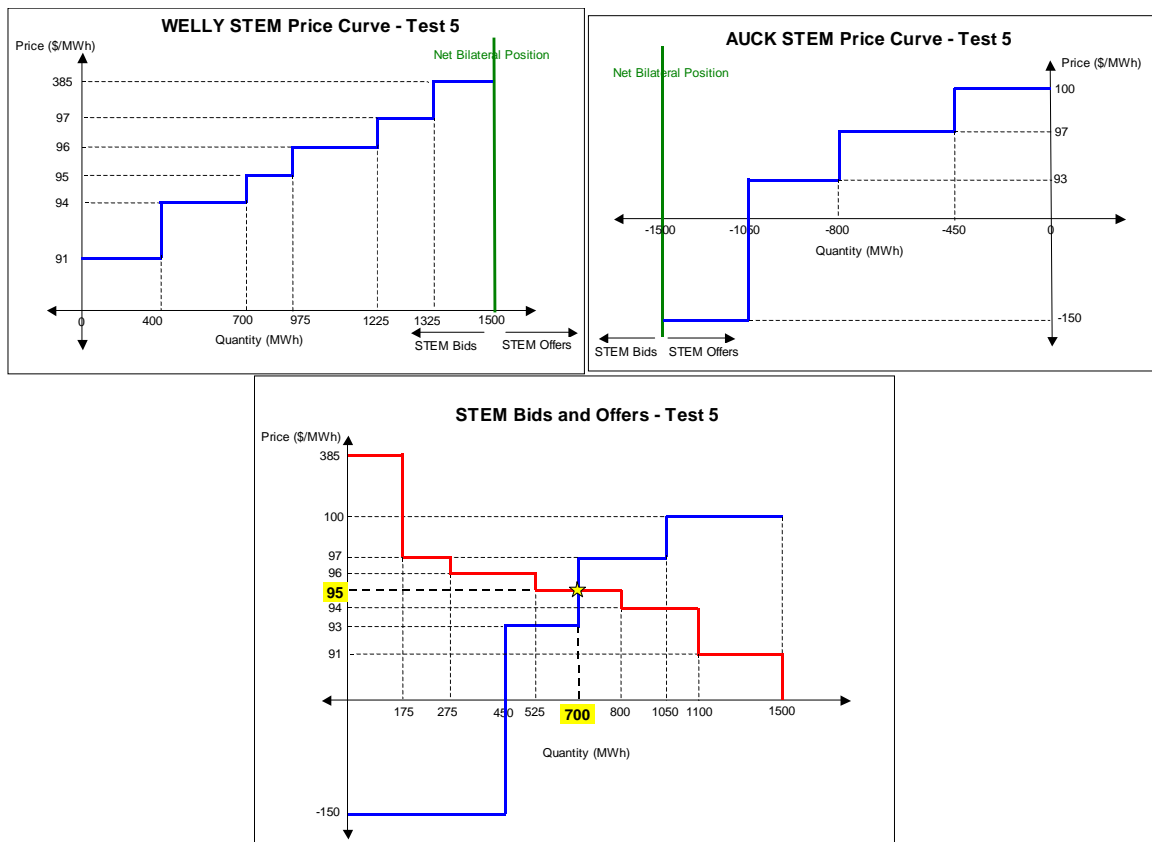 WELLY STEM Price Curve - Test 5
Price ($/MWh)
Net Bilateral Position
385
97
96
95
94
91
0
400
700
975
1225
1325
1500
Quantity (MWh)
STEM Bids
STEM Offers
AUCK STEM Price Curve - Test 5
Price ($/MWh)
Net Bilateral Position
100
97
93
-1500
-1050
-800
-450
0
Quantity (MWh)
-150
STEM Bids
STEM Offers
STEM Bids and Offers - Test 5
Price ($/MWh)
385
100
97
96
95
94
93
91
175
275
450
525
700
800
1050
1100
1500
Quantity (MWh)
-150